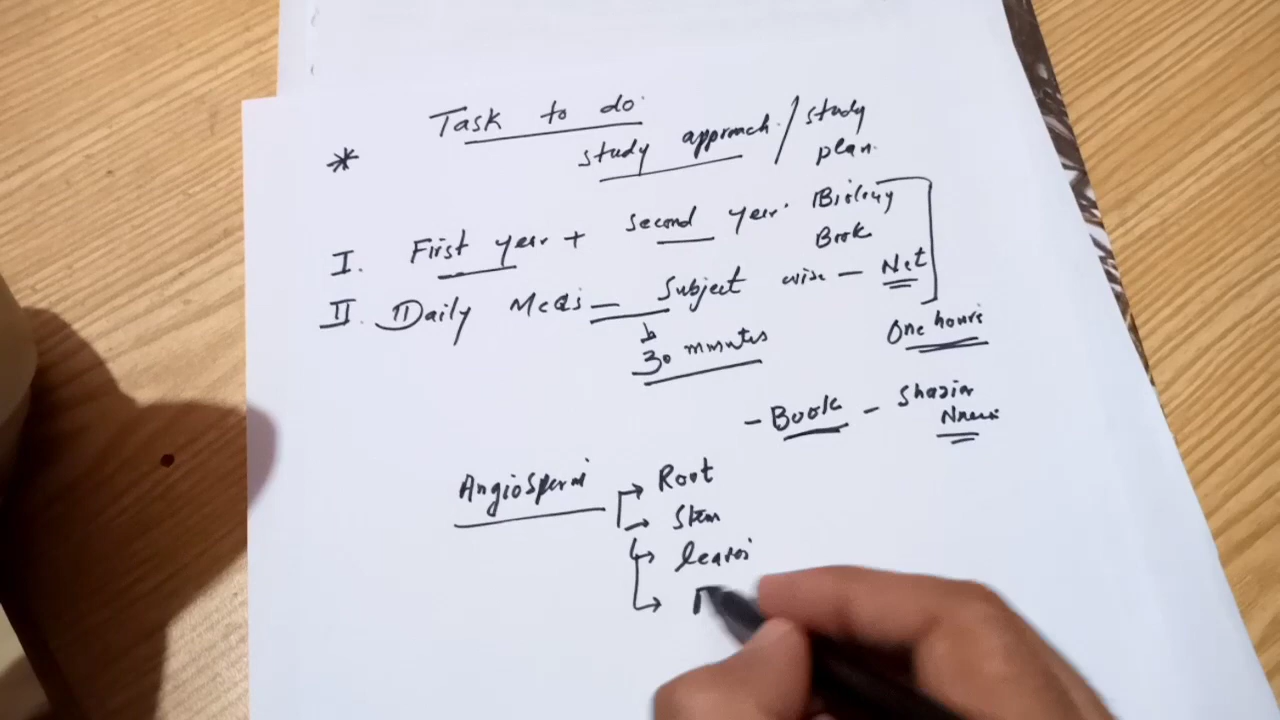 Task to do
* study approach / study plan.
I. First year + second year. Biology Book
II. Daily McQs = Subject wise - Net
30 minutes
One hours
- Book - Shazia
Angiosperm
Root
Stem
leaves